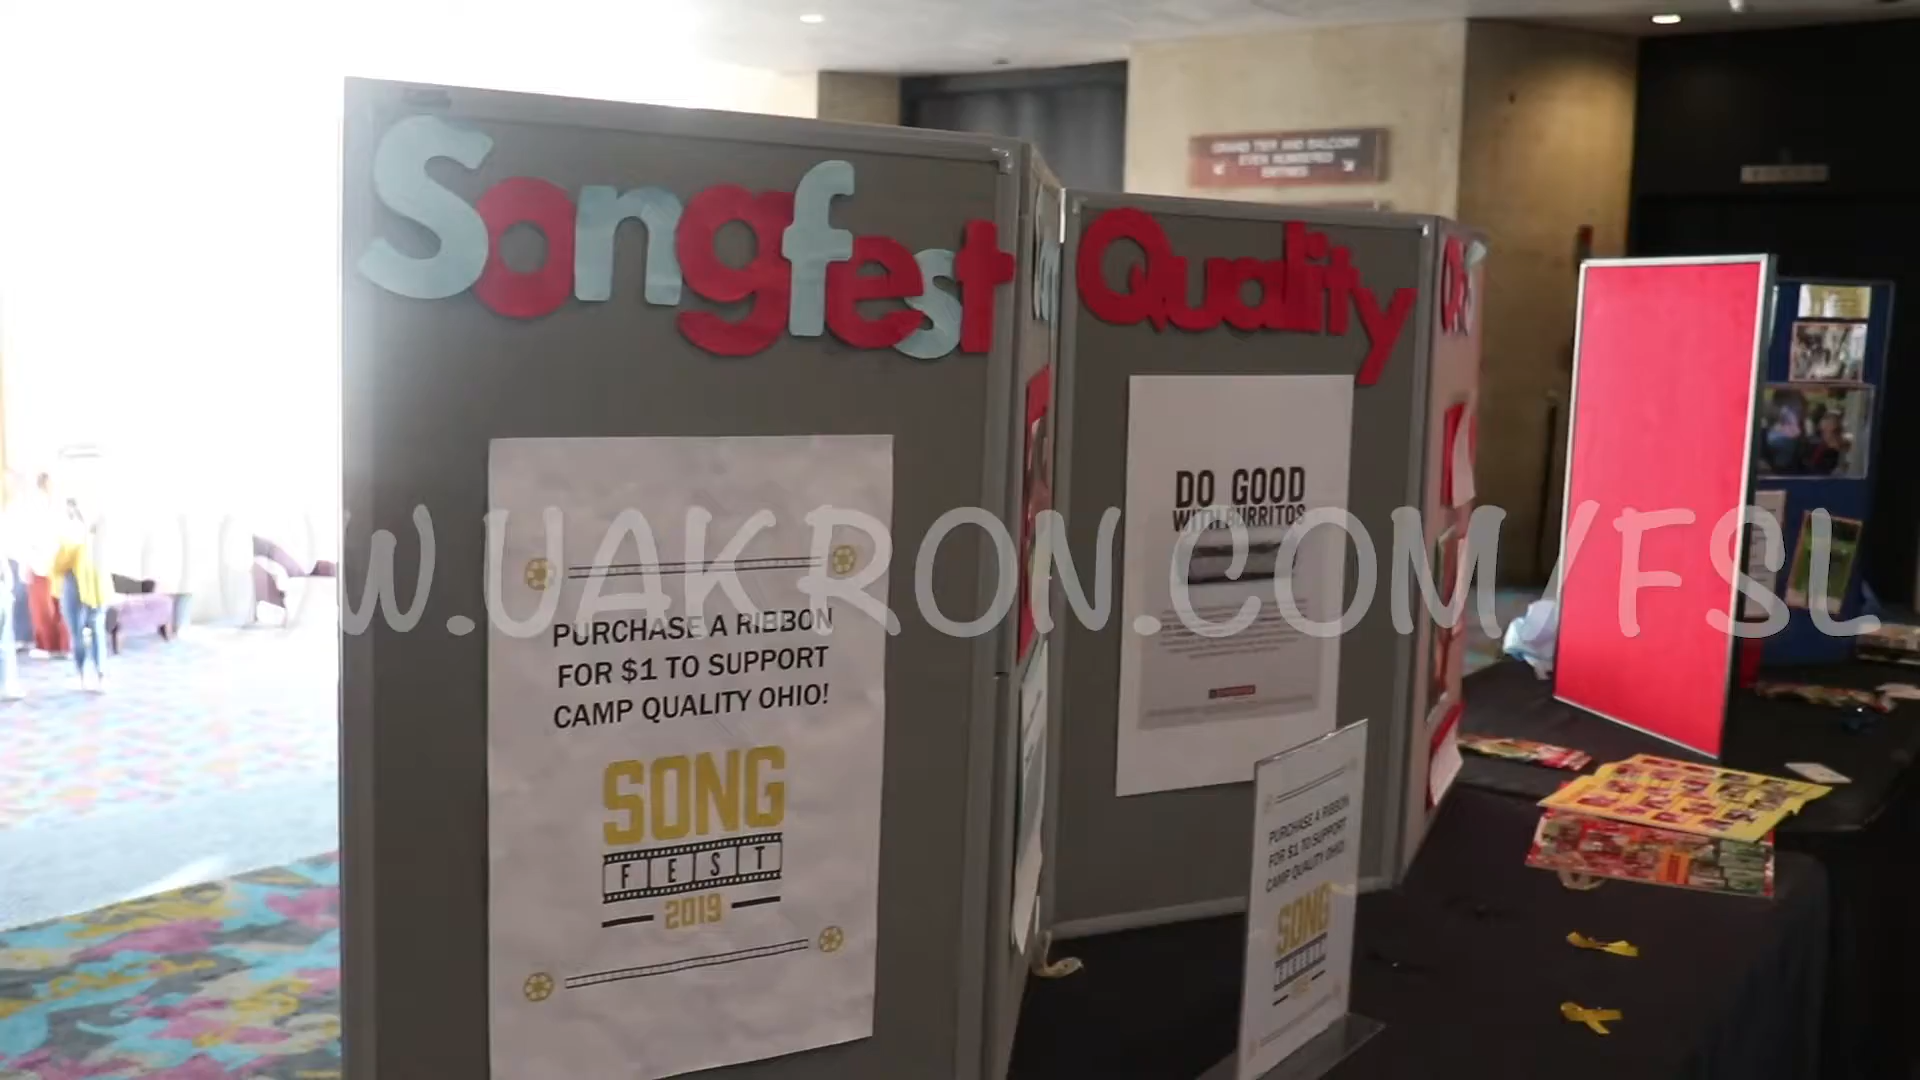 Songfest
Quality
GRAND TIER AND BALCONY
EVEN NUMBERED
ENTRIES
DO GOOD
WITH BURRITOS
WWW.UAKRON.COM/FSL
PURCHASE A RIBBON
FOR $1 TO SUPPORT
CAMP QUALITY OHIO!
SONG
FEST
2019
PURCHASE A RIBBON
FOR $1 TO SUPPORT
CAMP QUALITY OHIO!
SONG
FEST